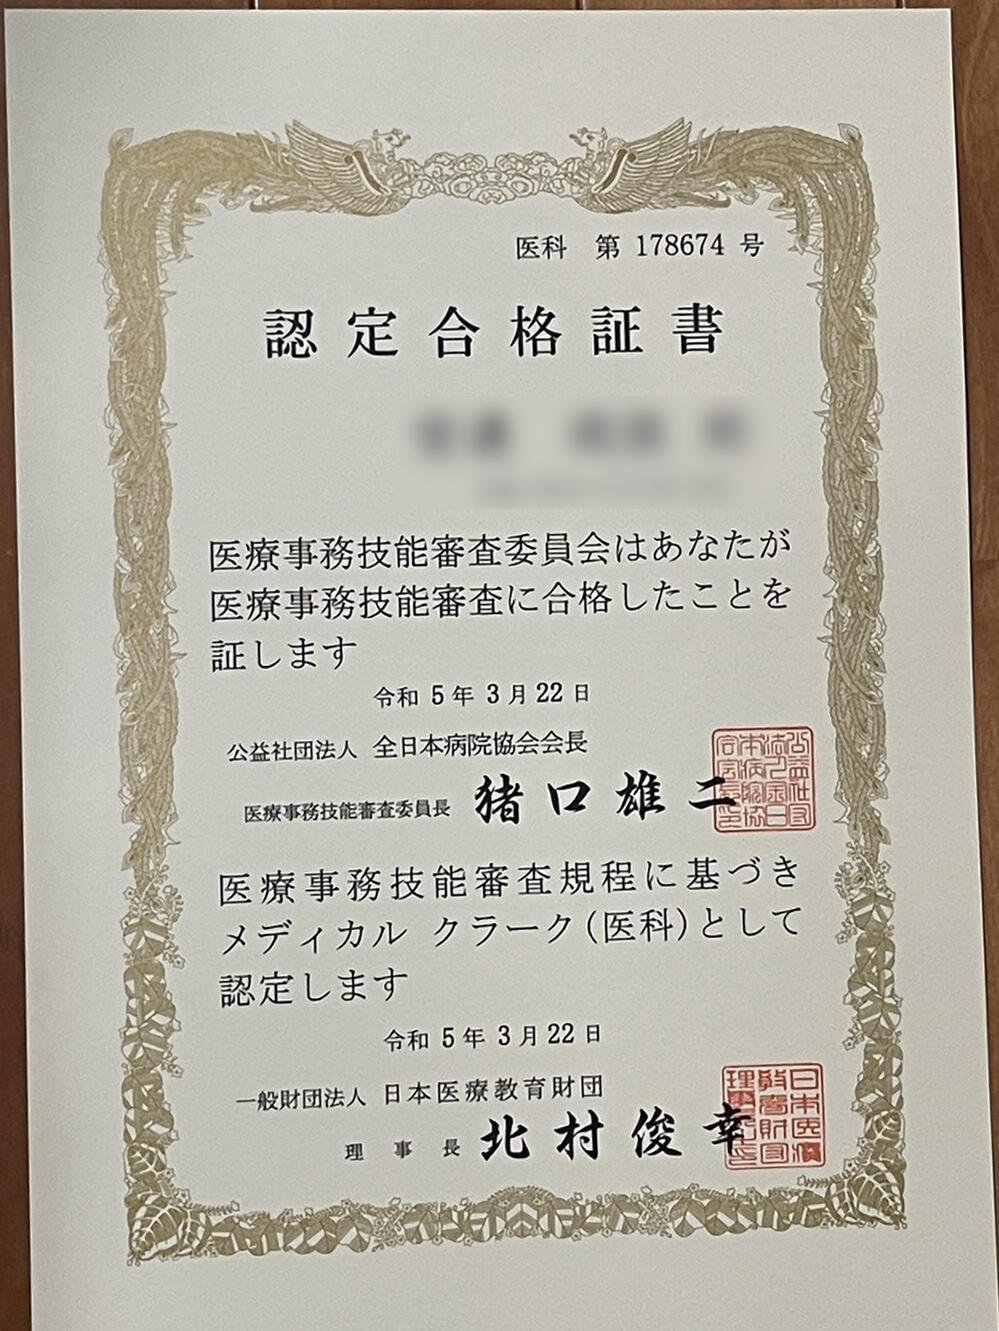 医科 第 178674 号
認定合格証書
医療事務技能審査委員会はあなたが
医療事務技能審査に合格したことを
証します
令和 5 年 3 月 22 日
公益社団法人 全日本病院協会会長
医療事務技能審査委員長 猪口雄二
医療事務技能審査規程に基づき
メディカル クラーク(医科)として
認定します
令和 5 年 3 月 22 日
一般財団法人 日本医療教育財団
理事長 北村俊幸